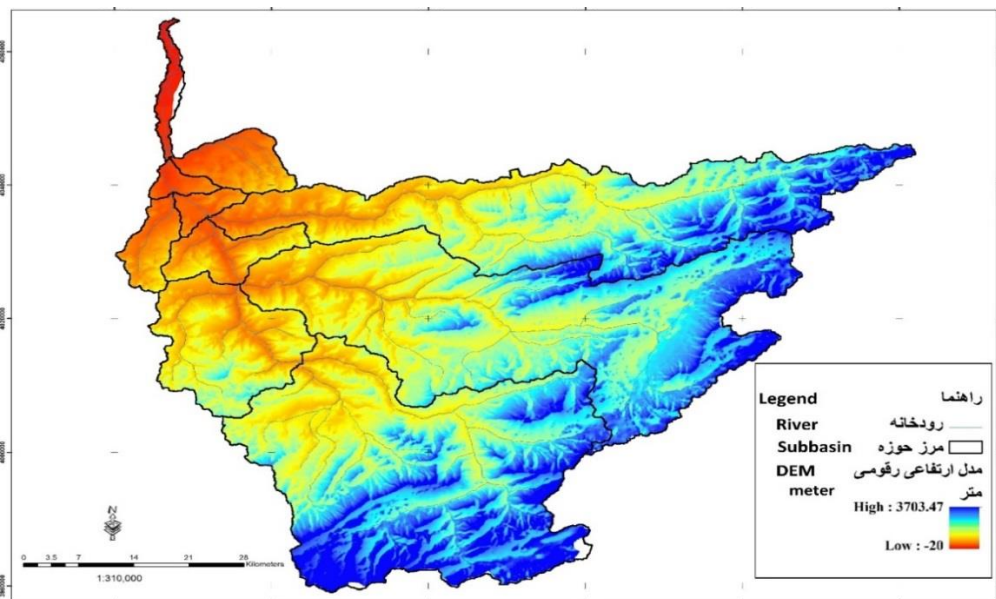 Legend راهنما
River رودخانه
Subbasin مرز حوزه
DEM مدل ارتفاعی رقومی
meter متر
High : 3703.47
Low : -20
N
0 3.5 7 14 21 28
Kilometers
1:310,000